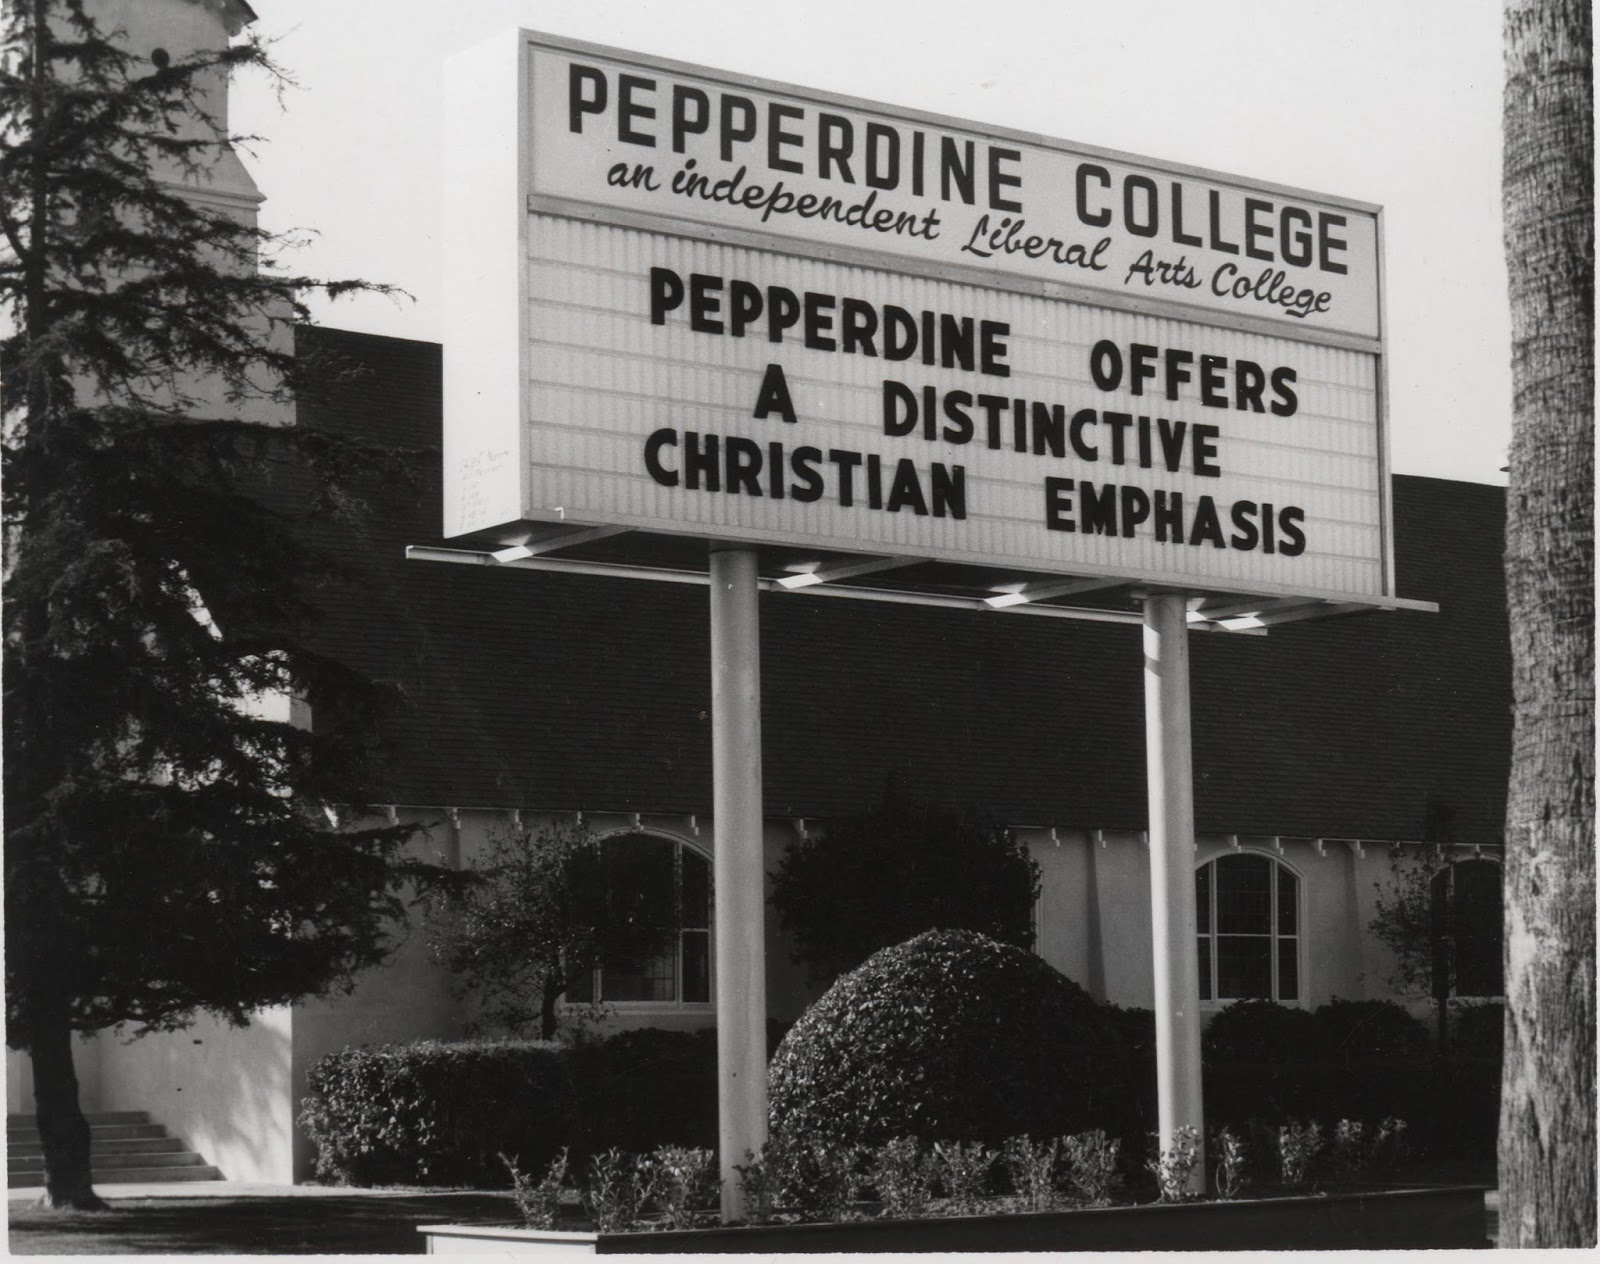 PEPPERDINE COLLEGE
an independent Liberal Arts College
PEPPERDINE OFFERS
A DISTINCTIVE
CHRISTIAN EMPHASIS